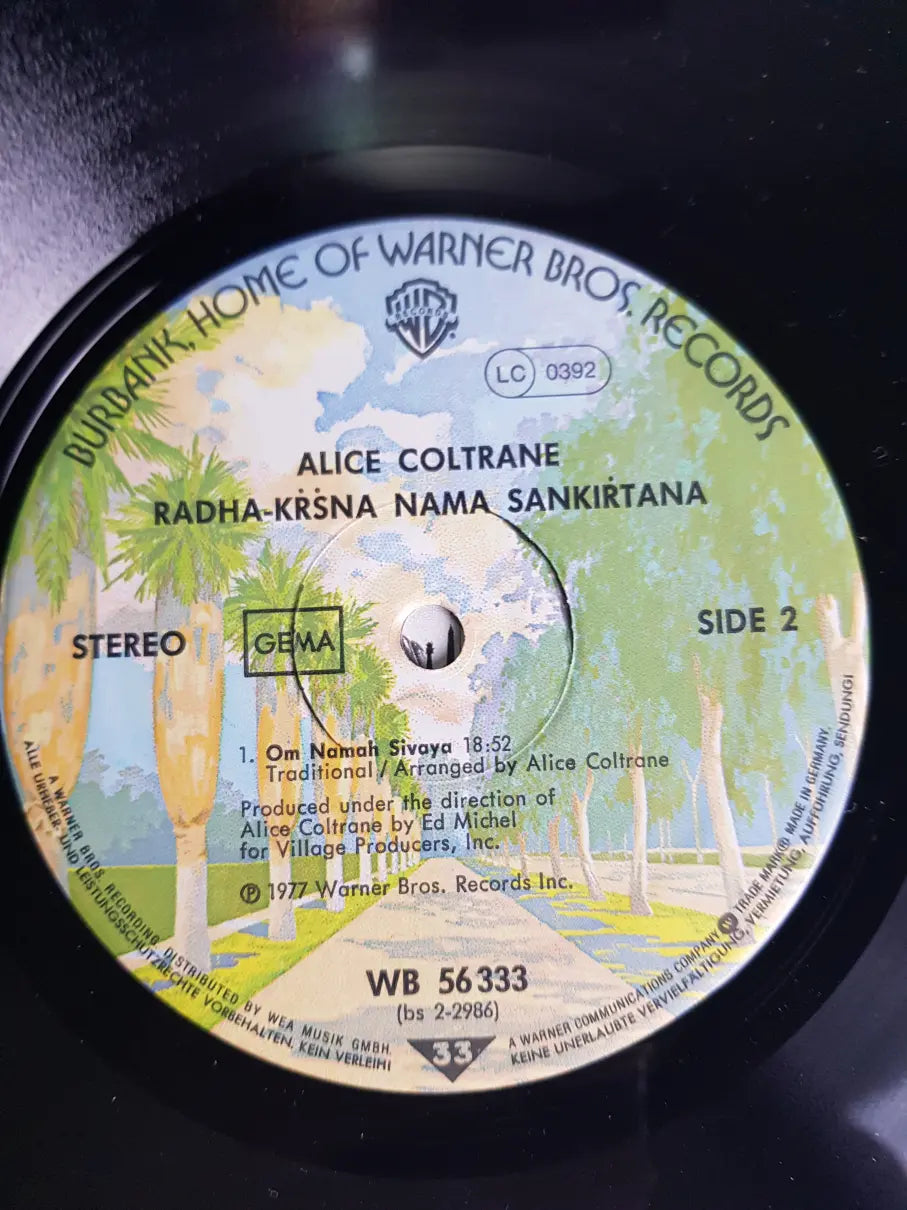 BURBANK, HOME OF WARNER BROS. RECORDS
WB
RECORDS
LC 0392
ALICE COLTRANE
RADHA-KṘṠNA NAMA SANKIṘTANA
STEREO
GEMA
SIDE 2
1. Om Namah Sivaya 18:52
Traditional/Arranged by Alice Coltrane
Produced under the direction of
Alice Coltrane by Ed Michel
for Village Producers, Inc.
℗ 1977 Warner Bros. Records Inc.
WB 56 333
(bs 2-2986)
33
A WARNER BROS. RECORDING DISTRIBUTED BY WEA MUSIK GMBH.
ALLE URHEBER- UND LEISTUNGSSCHUTZRECHTE VORBEHALTEN, KEIN VERLEIH!
A WARNER COMMUNICATIONS COMPANY TRADE MARK® MADE IN GERMANY.
KEINE UNERLAUBTE VERVIELFÄLTIGUNG, VERMIETUNG, AUFFÜHRUNG, SENDUNG!